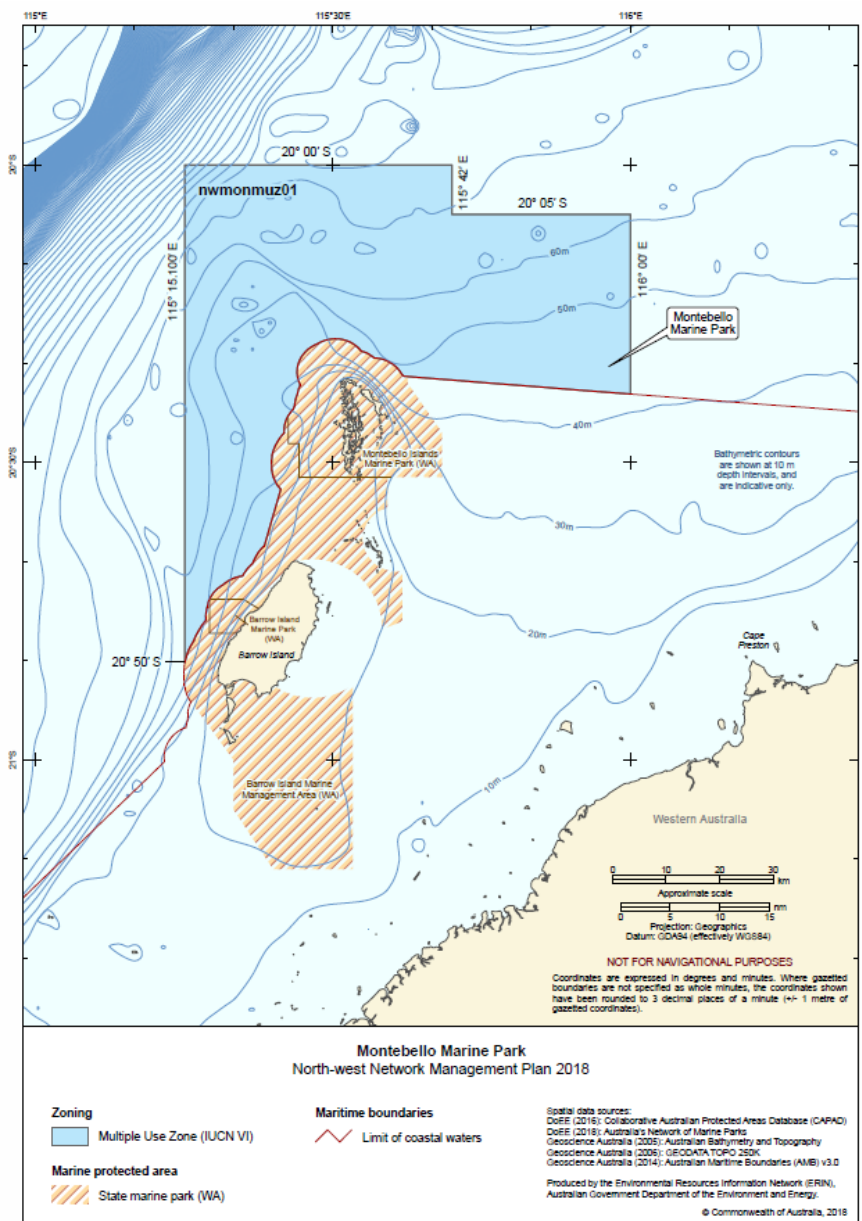 115°E
115°30'E
116°E
20°S
20° 00' S
115° 42' E
nwmonmuz01
20° 05' S
115° 15.100' E
116° 00' E
60m
50m
Montebello
Marine Park
40m
20°30'S
Montebello Islands
Marine Park (WA)
Bathymetric contours
are shown at 10 m
depth intervals, and
are indicative only.
30m
Barrow Island
Marine Park
(WA)
20m
Cape
Preston
20° 50' S
Barrow Island
21°S
10m
Barrow Island Marine
Management Area (WA)
Western Australia
0 10 20 30
km
Approximate scale
nm
0 5 10 15
Projection: Geographics
Datum: GDA94 (effectively WGS84)
NOT FOR NAVIGATIONAL PURPOSES
Coordinates are expressed in degrees and minutes. Where gazetted
boundaries are not specified as whole minutes, the coordinates shown
have been rounded to 3 decimal places of a minute (+/- 1 metre of
gazetted coordinates).
Montebello Marine Park
North-west Network Management Plan 2018
Zoning
Multiple Use Zone (IUCN VI)
Marine protected area
State marine park (WA)
Maritime boundaries
Limit of coastal waters
Spatial data sources:
DoEE (2016): Collaborative Australian Protected Areas Database (CAPAD)
DoEE (2018): Australia's Network of Marine Parks
Geoscience Australia (2005): Australian Bathymetry and Topography
Geoscience Australia (2006): GEODATA TOPO 250K
Geoscience Australia (2014): Australian Maritime Boundaries (AMB) v3.0
Produced by the Environmental Resources Information Network (ERIN),
Australian Government Department of the Environment and Energy.
© Commonwealth of Australia, 2018